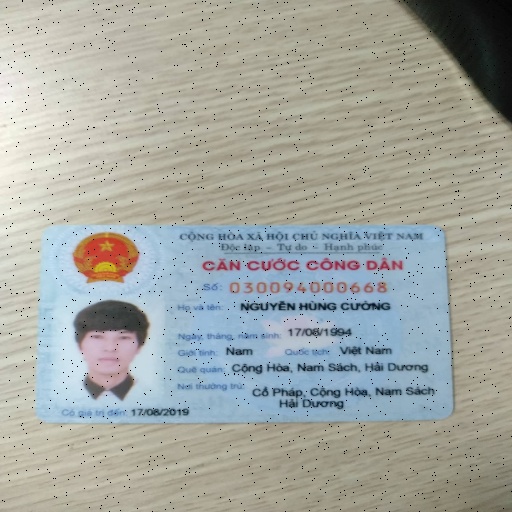 CỘNG HÒA XÃ HỘI CHỦ NGHĨA VIỆT NAM
Độc lập - Tự do - Hạnh phúc
CĂN CƯỚC CÔNG DÂN
Số: 030094000668
Họ và tên: NGUYỄN HÙNG CƯỜNG
Ngày, tháng, năm sinh: 17/08/1994
Giới tính: Nam Quốc tịch: Việt Nam
Quê quán: Cộng Hòa, Nam Sách, Hải Dương
Nơi thường trú: Cổ Pháp, Cộng Hòa, Nam Sách
Hải Dương
Có giá trị đến: 17/08/2019